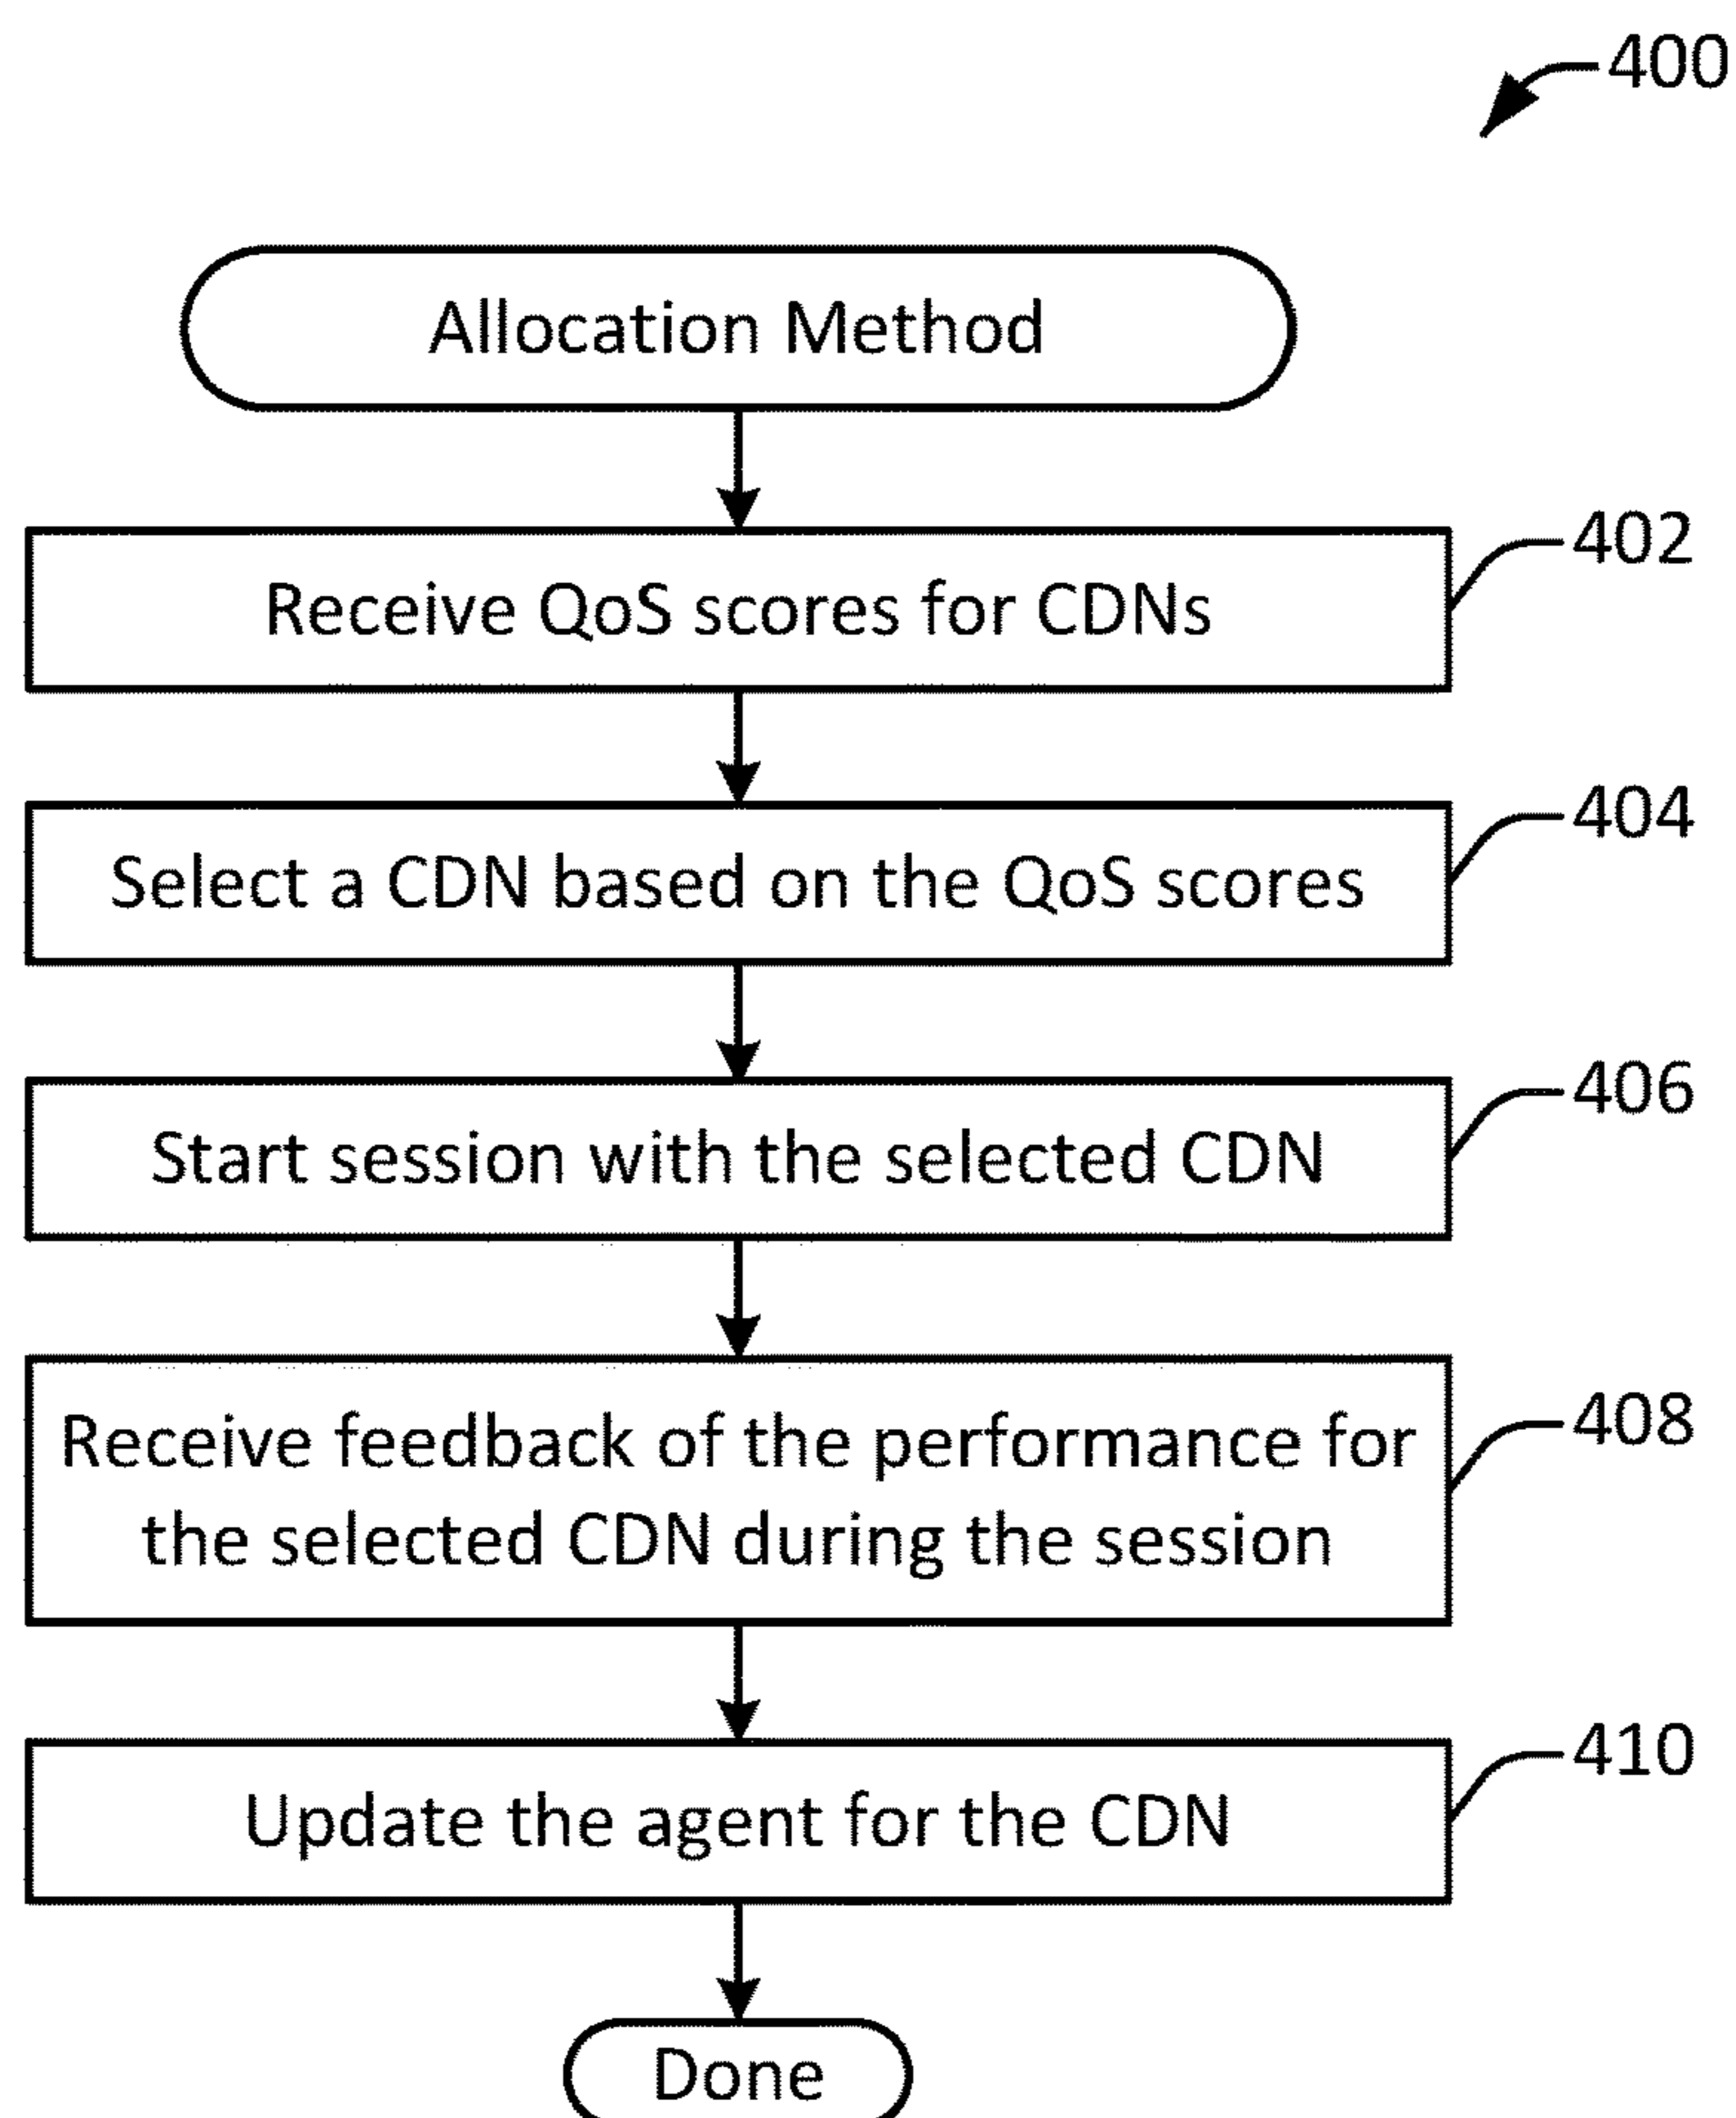 400
Allocation Method
402
Receive QoS scores for CDNs
404
Select a CDN based on the QoS scores
406
Start session with the selected CDN
408
Receive feedback of the performance for
the selected CDN during the session
410
Update the agent for the CDN
Done